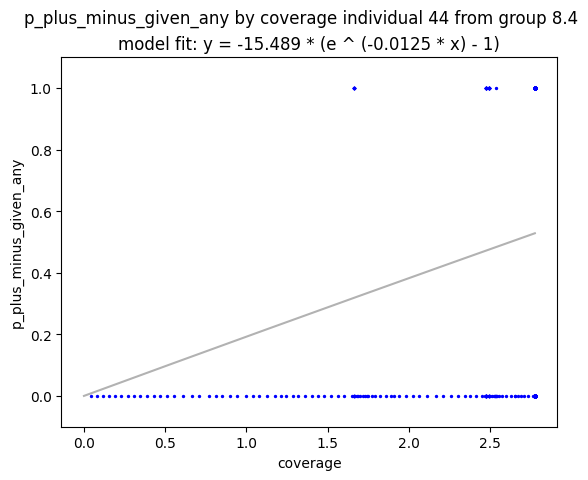 p_plus_minus_given_any by coverage individual 44 from group 8.4
model fit: y = -15.489 * (e ^ (-0.0125 * x) - 1)
1.0
0.8
0.6
0.4
0.2
0.0
p_plus_minus_given_any
0.0 0.5 1.0 1.5 2.0 2.5
coverage